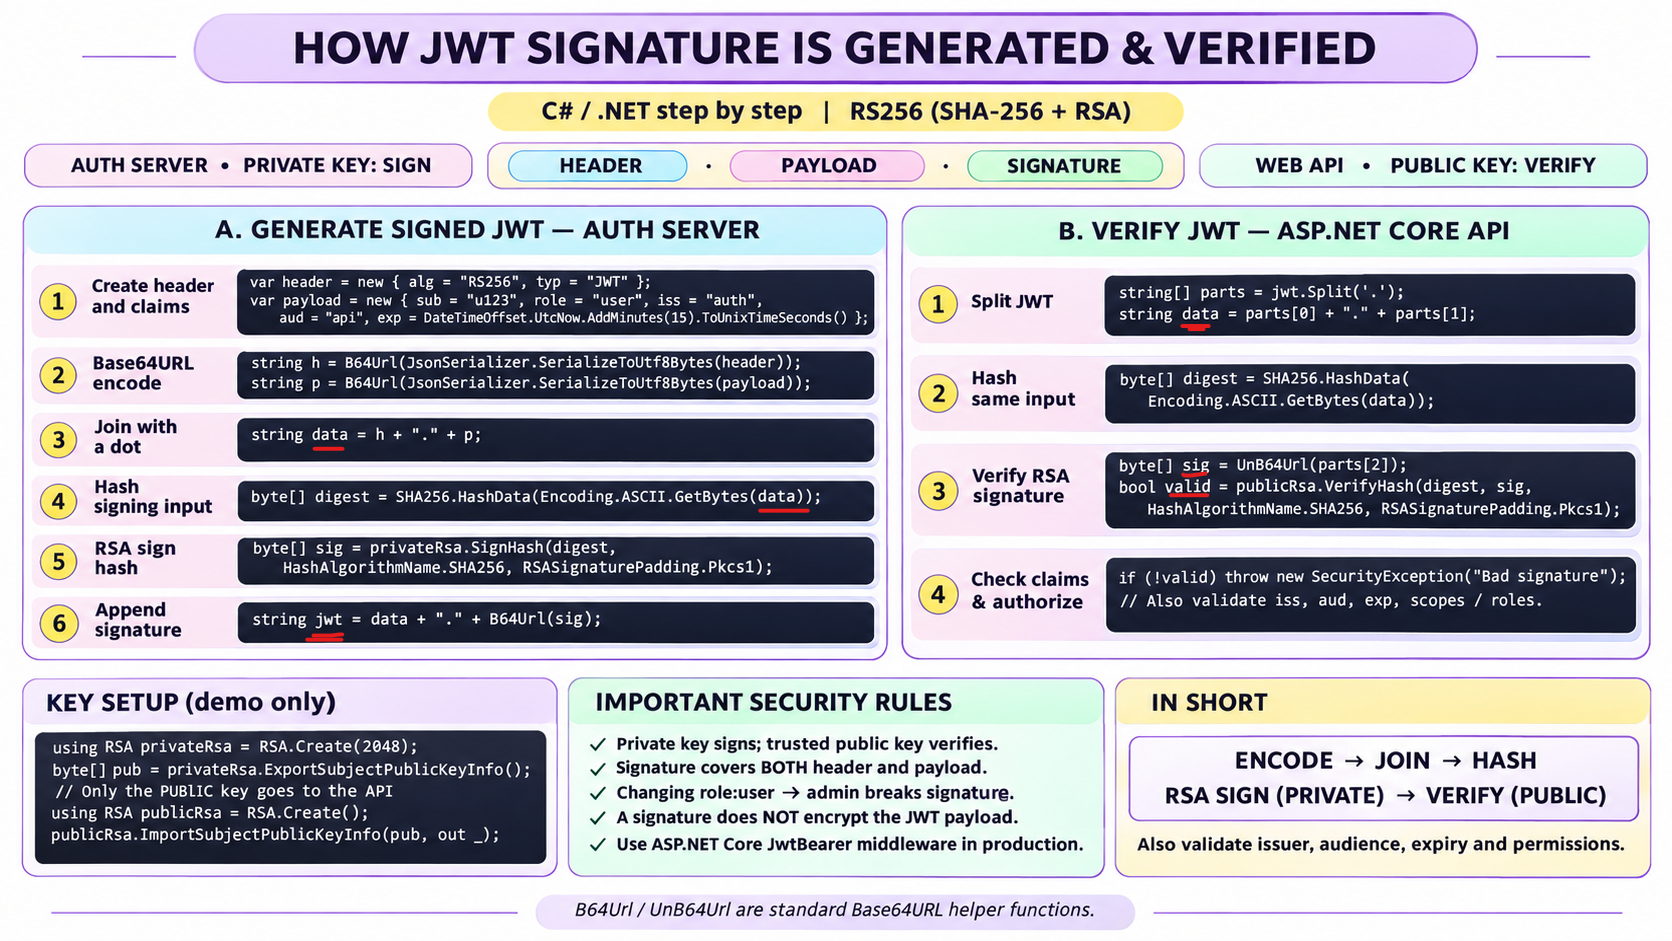 HOW JWT SIGNATURE IS GENERATED & VERIFIED
C# / .NET step by step | RS256 (SHA-256 + RSA)
AUTH SERVER • PRIVATE KEY: SIGN
HEADER · PAYLOAD · SIGNATURE
WEB API • PUBLIC KEY: VERIFY
A. GENERATE SIGNED JWT — AUTH SERVER
1
Create header
and claims
var header = new { alg = "RS256", typ = "JWT" };
var payload = new { sub = "u123", role = "user", iss = "auth",
aud = "api", exp = DateTimeOffset.UtcNow.AddMinutes(15).ToUnixTimeSeconds() };
2
Base64URL
encode
string h = B64Url(JsonSerializer.SerializeToUtf8Bytes(header));
string p = B64Url(JsonSerializer.SerializeToUtf8Bytes(payload));
3
Join with
a dot
string data = h + "." + p;
4
Hash
signing input
byte[] digest = SHA256.HashData(Encoding.ASCII.GetBytes(data));
5
RSA sign
hash
byte[] sig = privateRsa.SignHash(digest,
HashAlgorithmName.SHA256, RSASignaturePadding.Pkcs1);
6
Append
signature
string jwt = data + "." + B64Url(sig);
B. VERIFY JWT — ASP.NET CORE API
1
Split JWT
string[] parts = jwt.Split('.');
string data = parts[0] + "." + parts[1];
2
Hash
same input
byte[] digest = SHA256.HashData(
Encoding.ASCII.GetBytes(data));
3
Verify RSA
signature
byte[] sig = UnB64Url(parts[2]);
bool valid = publicRsa.VerifyHash(digest, sig,
HashAlgorithmName.SHA256, RSASignaturePadding.Pkcs1);
4
Check claims
& authorize
if (!valid) throw new SecurityException("Bad signature");
// Also validate iss, aud, exp, scopes / roles.
KEY SETUP (demo only)
using RSA privateRsa = RSA.Create(2048);
byte[] pub = privateRsa.ExportSubjectPublicKeyInfo();
// Only the PUBLIC key goes to the API
using RSA publicRsa = RSA.Create();
publicRsa.ImportSubjectPublicKeyInfo(pub, out _);
IMPORTANT SECURITY RULES
✓ Private key signs; trusted public key verifies.
✓ Signature covers BOTH header and payload.
✓ Changing role:user → admin breaks signature.
✓ A signature does NOT encrypt the JWT payload.
✓ Use ASP.NET Core JwtBearer middleware in production.
IN SHORT
ENCODE → JOIN → HASH
RSA SIGN (PRIVATE) → VERIFY (PUBLIC)
Also validate issuer, audience, expiry and permissions.
B64Url / UnB64Url are standard Base64URL helper functions.